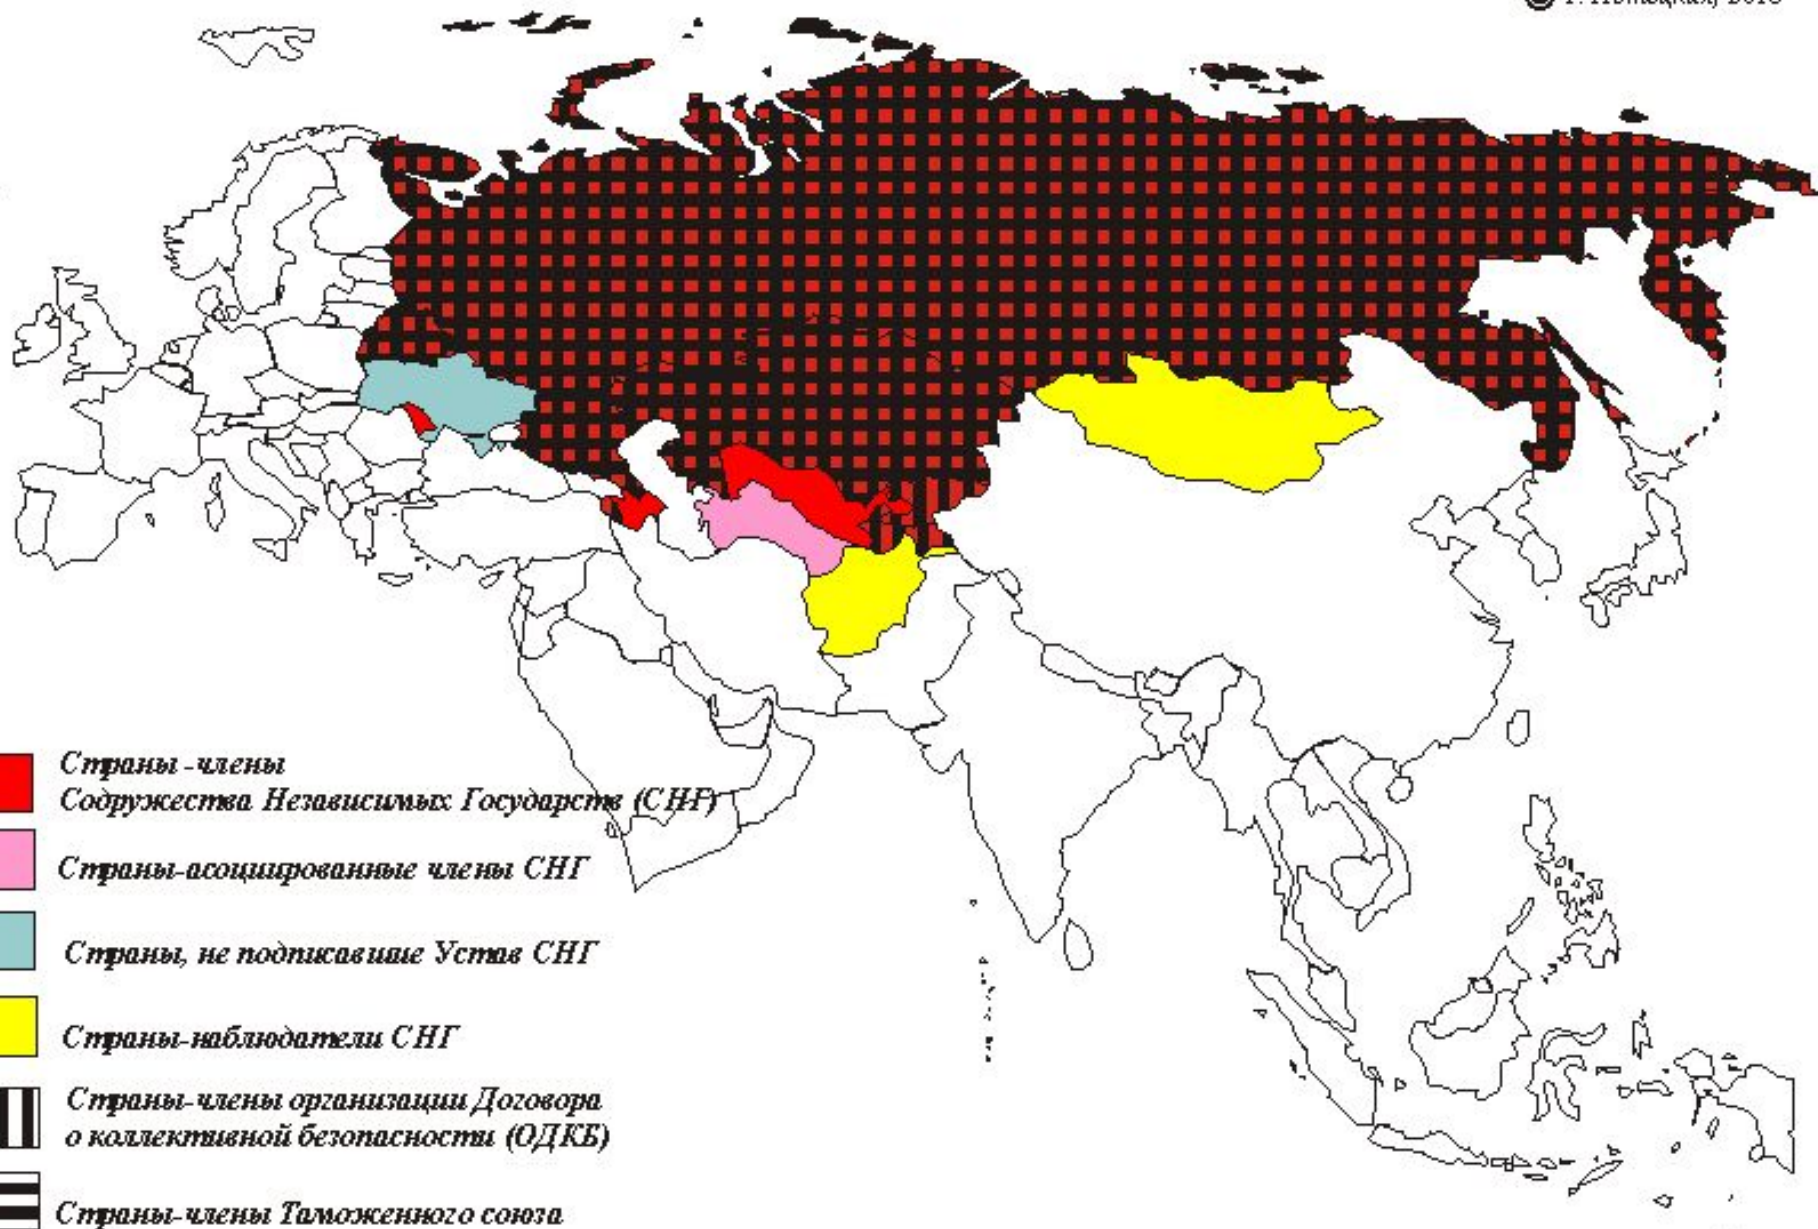 Страны-члены
Содружества Независимых Государств (СНГ)
Страны-асоциированные члены СНГ
Страны, не подписавшие Устав СНГ
Страны-наблюдатели СНГ
Страны-члены организации Договора
о коллективной безопасности (ОДКБ)
Страны-члены Таможенного союза